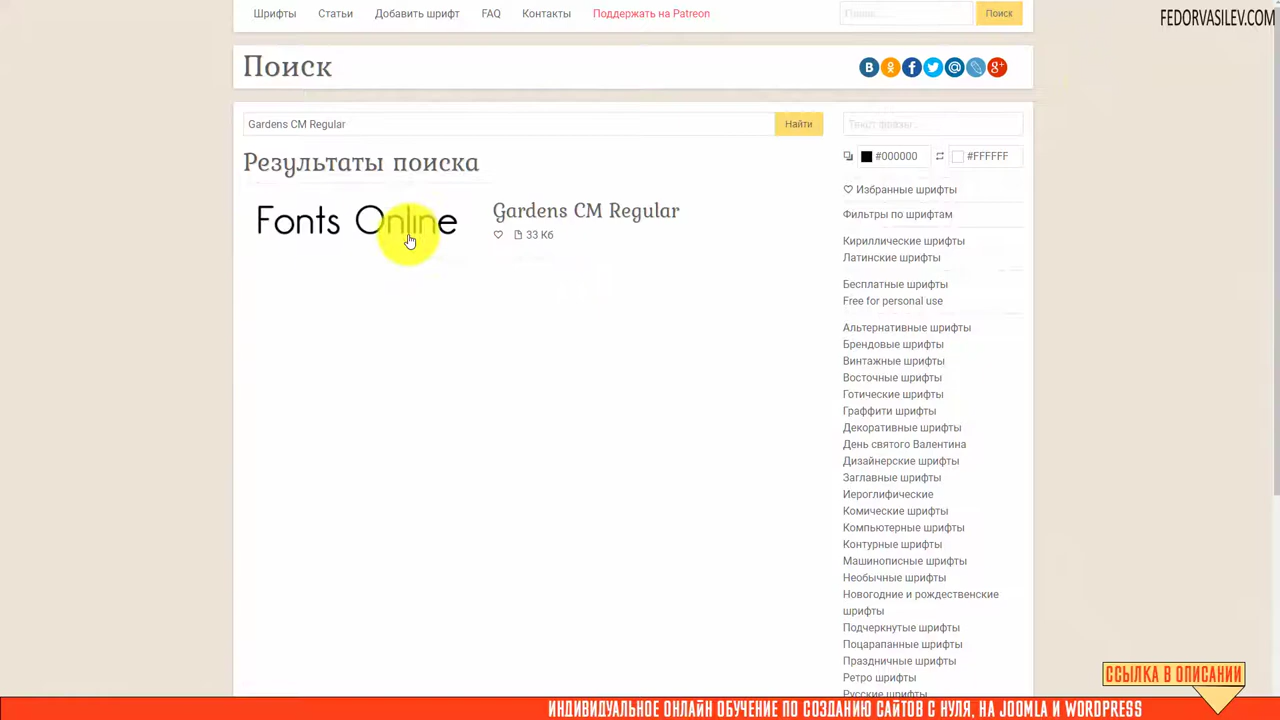 FEDORVASILEV.COM
Шрифты Статьи Добавить шрифт FAQ Контакты Поддержать на Patreon Поиск... Поиск
Поиск
Gardens CM Regular Найти
Результаты поиска
Fonts Online
Gardens CM Regular
33 Кб
Текст фразы...
#000000 #FFFFFF
Избранные шрифты
Фильтры по шрифтам
Кириллические шрифты
Латинские шрифты
Бесплатные шрифты
Free for personal use
Альтернативные шрифты
Брендовые шрифты
Винтажные шрифты
Восточные шрифты
Готические шрифты
Граффити шрифты
Декоративные шрифты
День святого Валентина
Дизайнерские шрифты
Заглавные шрифты
Иероглифические
Комические шрифты
Компьютерные шрифты
Контурные шрифты
Машинописные шрифты
Необычные шрифты
Новогодние и рождественские
шрифты
Подчеркнутые шрифты
Поцарапанные шрифты
Праздничные шрифты
Ретро шрифты
Русские шрифты
ССЫЛКА В ОПИСАНИИ
ИНДИВИДУАЛЬНОЕ ОНЛАЙН ОБУЧЕНИЕ ПО СОЗДАНИЮ САЙТОВ С НУЛЯ, НА JOOMLA И WORDPRESS